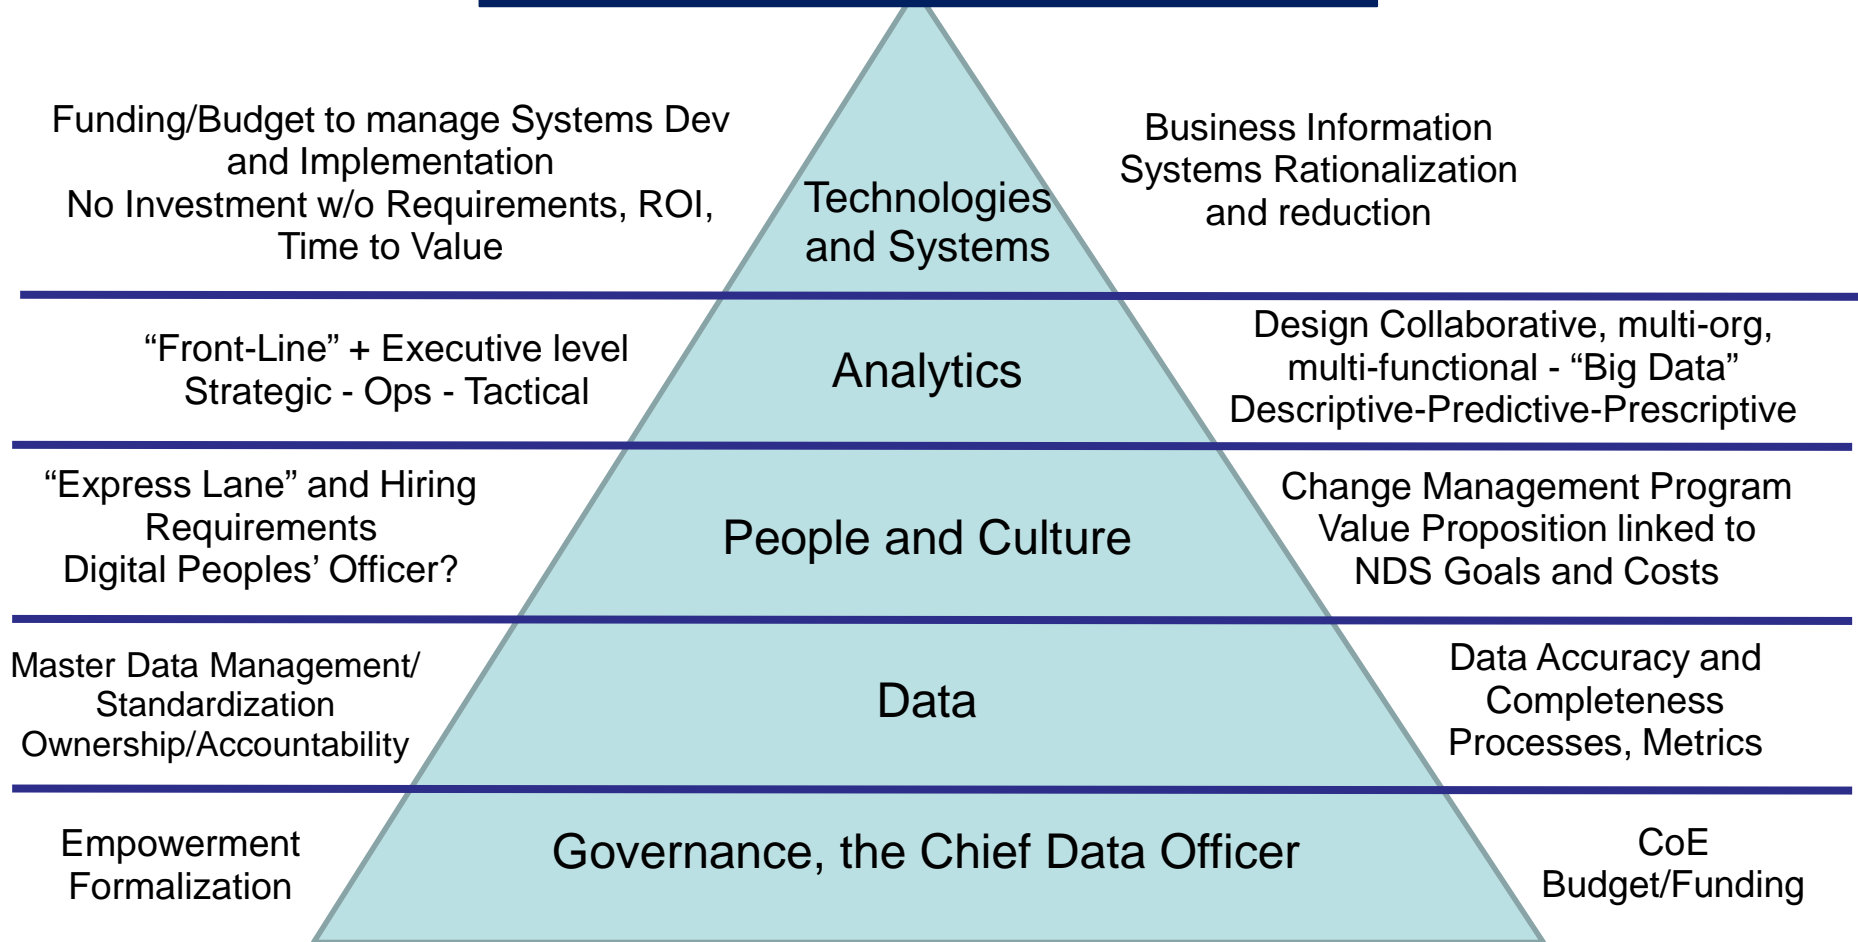 Funding/Budget to manage Systems Dev
and Implementation
No Investment w/o Requirements, ROI,
Time to Value
Technologies
and Systems
Business Information
Systems Rationalization
and reduction
“Front-Line” + Executive level
Strategic - Ops - Tactical
Analytics
Design Collaborative, multi-org,
multi-functional - “Big Data”
Descriptive-Predictive-Prescriptive
“Express Lane” and Hiring
Requirements
Digital Peoples’ Officer?
People and Culture
Change Management Program
Value Proposition linked to
NDS Goals and Costs
Master Data Management/
Standardization
Ownership/Accountability
Data
Data Accuracy and
Completeness
Processes, Metrics
Empowerment
Formalization
Governance, the Chief Data Officer
CoE
Budget/Funding